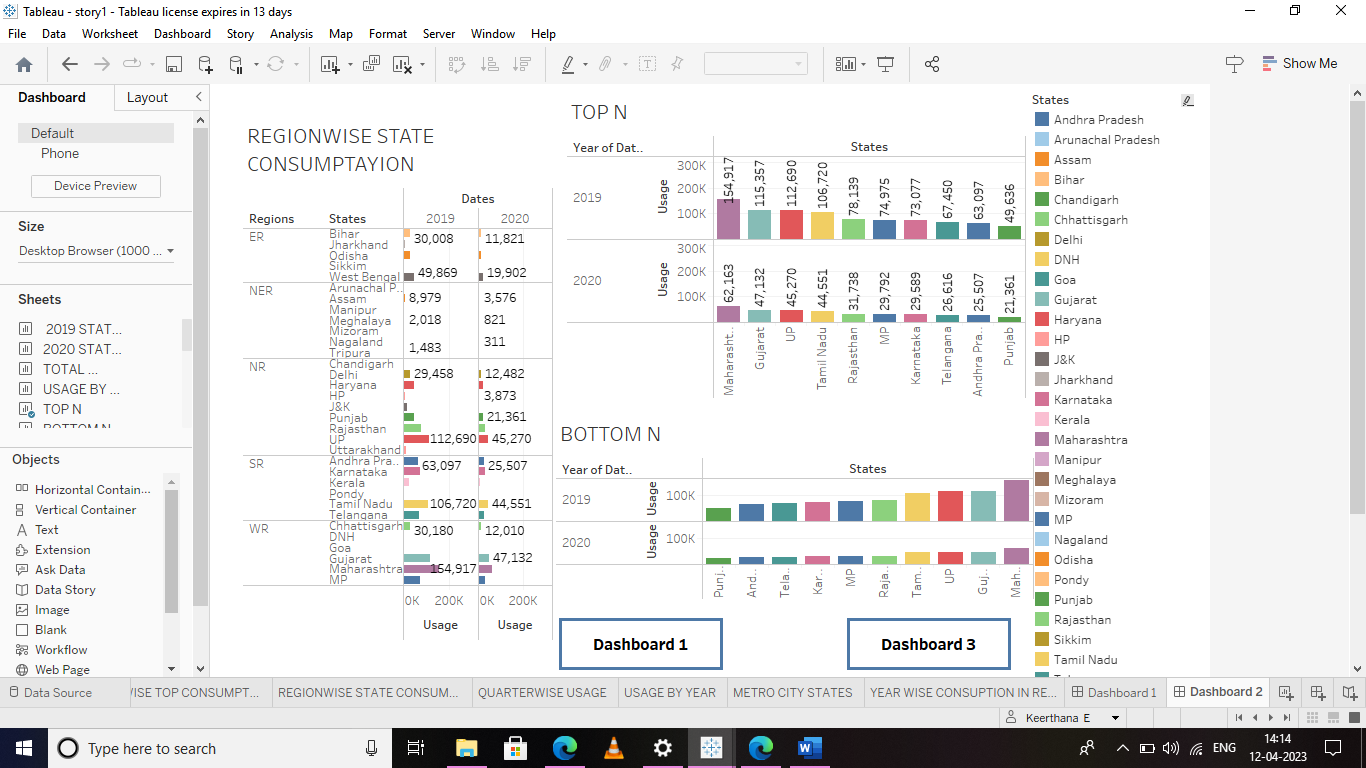 Tableau - story1 - Tableau license expires in 13 days
File Data Worksheet Dashboard Story Analysis Map Format Server Window Help
Show Me
Dashboard Layout
Default
Phone
Device Preview
Size
Desktop Browser (1000 ...
Sheets
2019 STAT...
2020 STAT...
TOTAL ...
USAGE BY ...
TOP N
BOTTOM N
Objects
Horizontal Contain...
Vertical Container
Text
Extension
Ask Data
Data Story
Image
Blank
Workflow
Web Page
REGIONWISE STATE
CONSUMPTAYION
Dates
Regions States 2019 2020
ER
Bihar
Jharkhand 30,008 11,821
Odisha
Sikkim
West Bengal 49,869 19,902
NER
Arunachal P..
Assam 8,979 3,576
Manipur
Meghalaya 2,018 821
Mizoram
Nagaland 311
Tripura 1,483
NR
Chandigarh
Delhi 29,458 12,482
Haryana
HP 3,873
J&K
Punjab 21,361
Rajasthan
UP 112,690 45,270
Uttarakhand
SR
Andhra Pra..
Karnataka 63,097 25,507
Kerala
Pondy
Tamil Nadu 106,720 44,551
Telangana
WR
Chhattisgarh 30,180 12,010
DNH
Goa
Gujarat 47,132
Maharashtra 154,917
MP
0K 200K 0K 200K
Usage Usage
TOP N
Year of Dat.. States
2019
Usage
300K
200K
100K
154,917 115,357 112,690 106,720 78,139 74,975 73,077 67,450 63,097 49,636
2020
Usage
300K
200K
100K
62,163 47,132 45,270 44,551 31,738 29,792 29,589 26,616 25,507 21,361
Maharasht.. Gujarat UP Tamil Nadu Rajasthan MP Karnataka Telangana Andhra Pra.. Punjab
BOTTOM N
Year of Dat.. States
2019 Usage 100K
2020 Usage 100K
Punj.. And.. Tela.. Kar.. MP Raja.. Tam.. UP Guj.. Mah..
Dashboard 1 Dashboard 3
States
Andhra Pradesh
Arunachal Pradesh
Assam
Bihar
Chandigarh
Chhattisgarh
Delhi
DNH
Goa
Gujarat
Haryana
HP
J&K
Jharkhand
Karnataka
Kerala
Maharashtra
Manipur
Meghalaya
Mizoram
MP
Nagaland
Odisha
Pondy
Punjab
Rajasthan
Sikkim
Tamil Nadu
Data Source /ISE TOP CONSUMPT... REGIONWISE STATE CONSUM... QUARTERWISE USAGE USAGE BY YEAR METRO CITY STATES YEAR WISE CONSUPTION IN RE... Dashboard 1 Dashboard 2
Keerthana E
Type here to search
ENG
14:14
12-04-2023